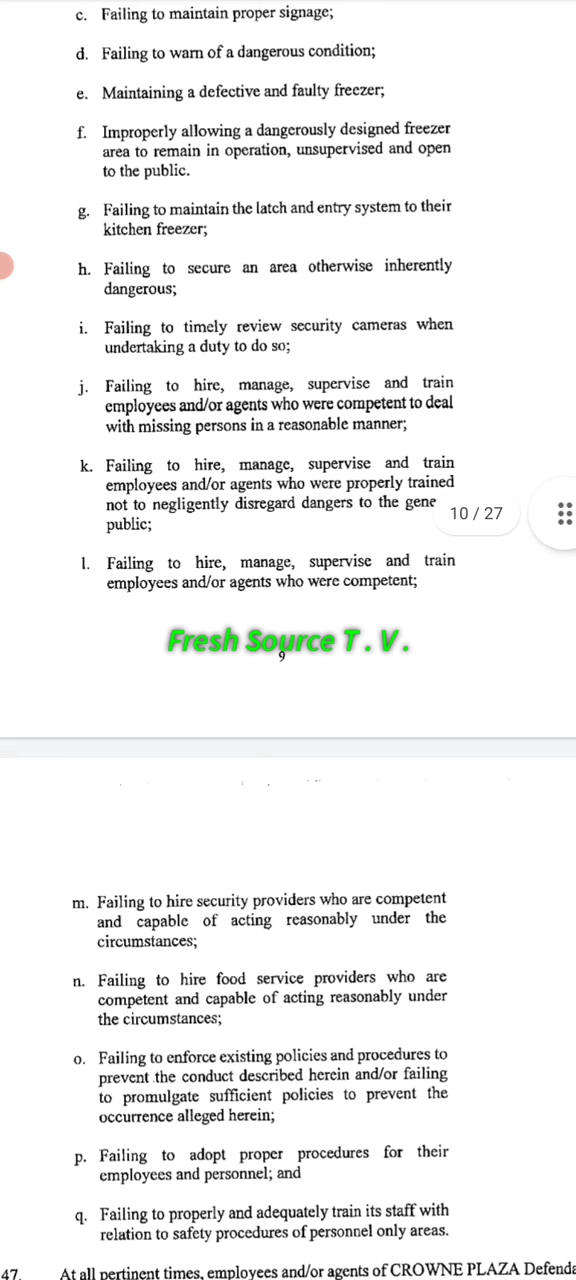 c. Failing to maintain proper signage;
d. Failing to warn of a dangerous condition;
e. Maintaining a defective and faulty freezer;
f. Improperly allowing a dangerously designed freezer
area to remain in operation, unsupervised and open
to the public.
g. Failing to maintain the latch and entry system to their
kitchen freezer;
h. Failing to secure an area otherwise inherently
dangerous;
i. Failing to timely review security cameras when
undertaking a duty to do so;
j. Failing to hire, manage, supervise and train
employees and/or agents who were competent to deal
with missing persons in a reasonable manner;
k. Failing to hire, manage, supervise and train
employees and/or agents who were properly trained
not to negligently disregard dangers to the gene
public;
10 / 27
l. Failing to hire, manage, supervise and train
employees and/or agents who were competent;
Fresh Source T.V.
9
m. Failing to hire security providers who are competent
and capable of acting reasonably under the
circumstances;
n. Failing to hire food service providers who are
competent and capable of acting reasonably under
the circumstances;
o. Failing to enforce existing policies and procedures to
prevent the conduct described herein and/or failing
to promulgate sufficient policies to prevent the
occurrence alleged herein;
p. Failing to adopt proper procedures for their
employees and personnel; and
q. Failing to properly and adequately train its staff with
relation to safety procedures of personnel only areas.
47. At all pertinent times, employees and/or agents of CROWNE PLAZA Defenda